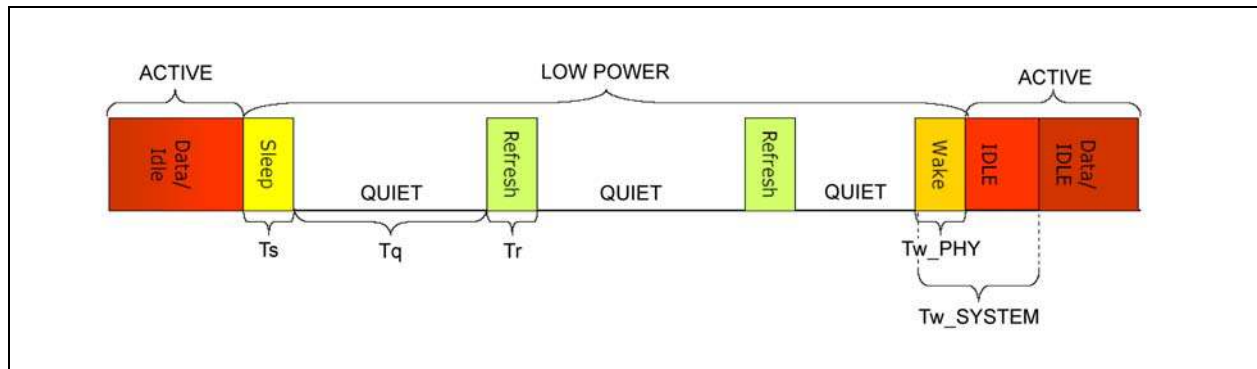 ACTIVE
LOW POWER
ACTIVE
Data/
Idle
Sleep
QUIET
Refresh
QUIET
Refresh
QUIET
Wake
IDLE
Data/
IDLE
Ts
Tq
Tr
Tw_PHY
Tw_SYSTEM